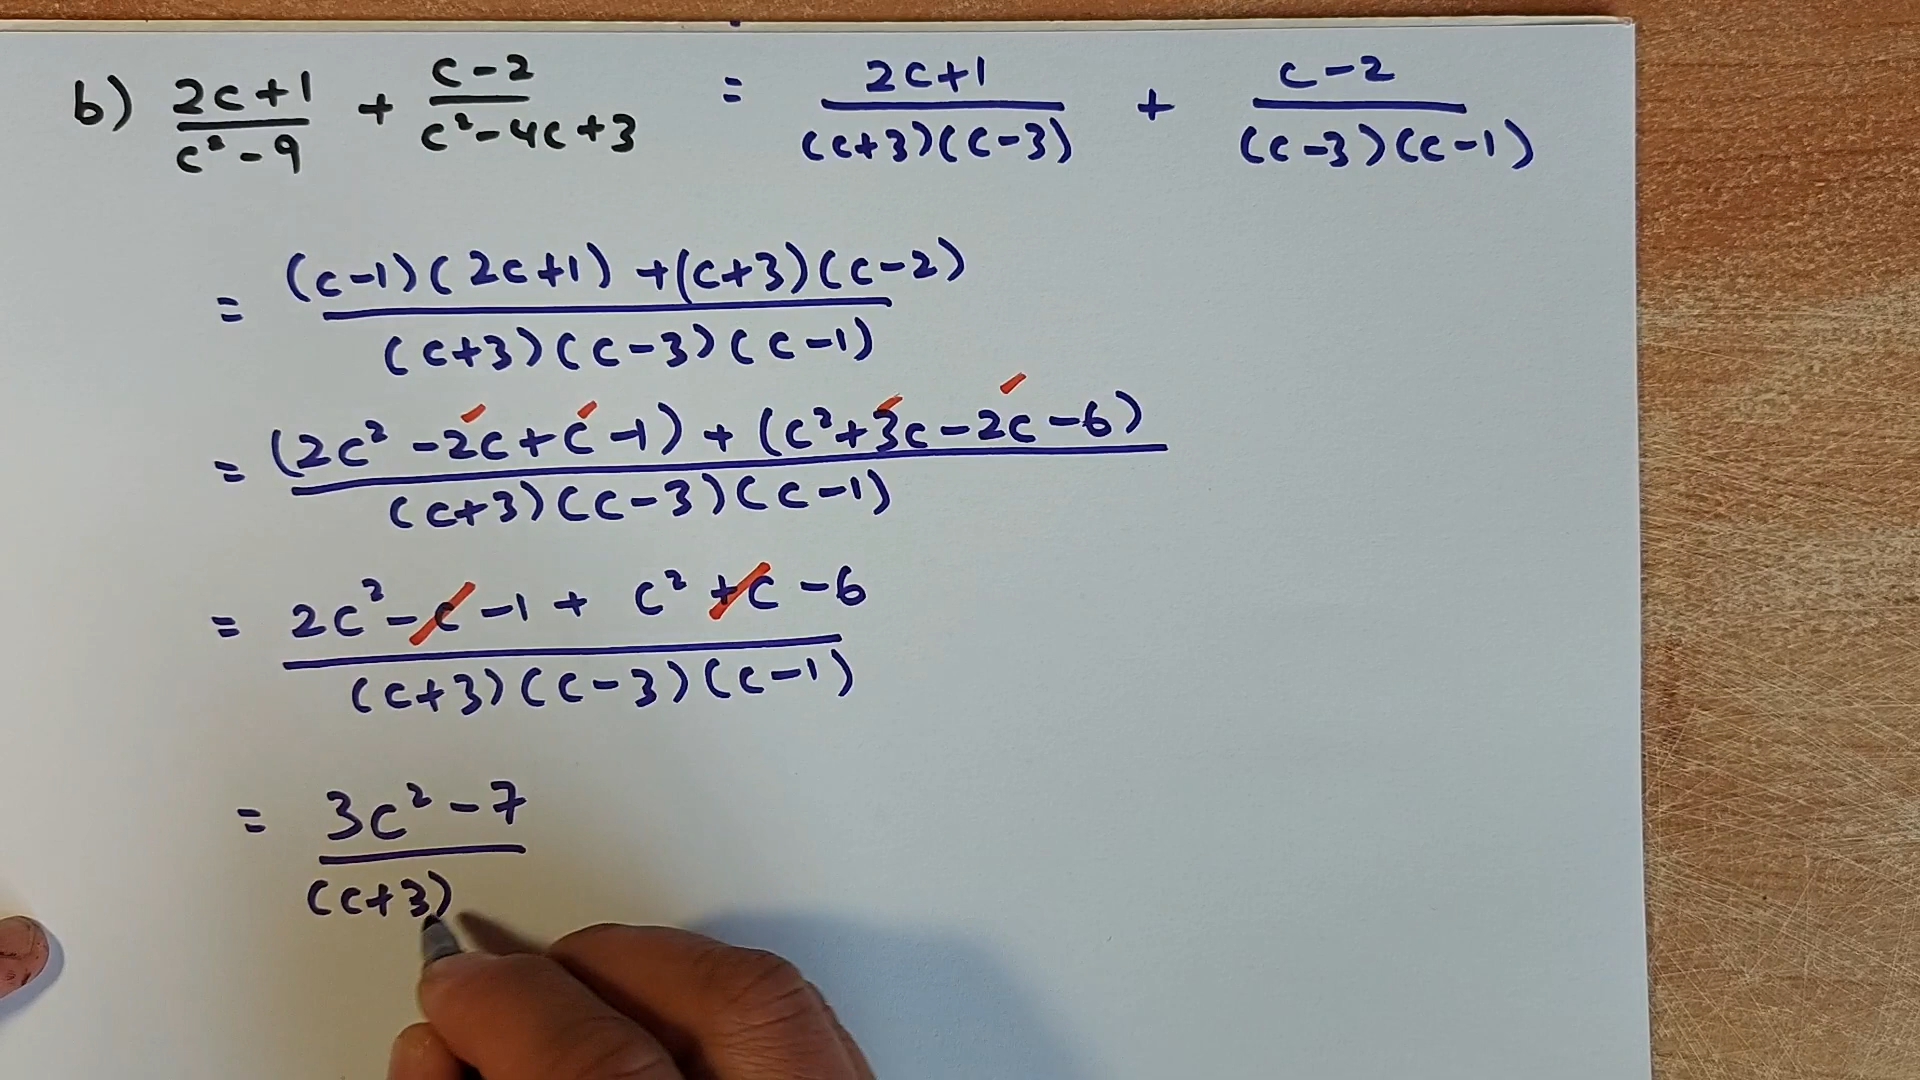 b) 2c+1 / c²-9 + c-2 / c²-4c+3 = 2c+1 / (c+3)(c-3) + c-2 / (c-3)(c-1)
= (c-1)(2c+1) + (c+3)(c-2) / (c+3)(c-3)(c-1)
= (2c² -2c+c-1) + (c²+3c-2c-6) / (c+3)(c-3)(c-1)
= 2c²-c-1 + c²+c-6 / (c+3)(c-3)(c-1)
= 3c²-7 / (c+3)